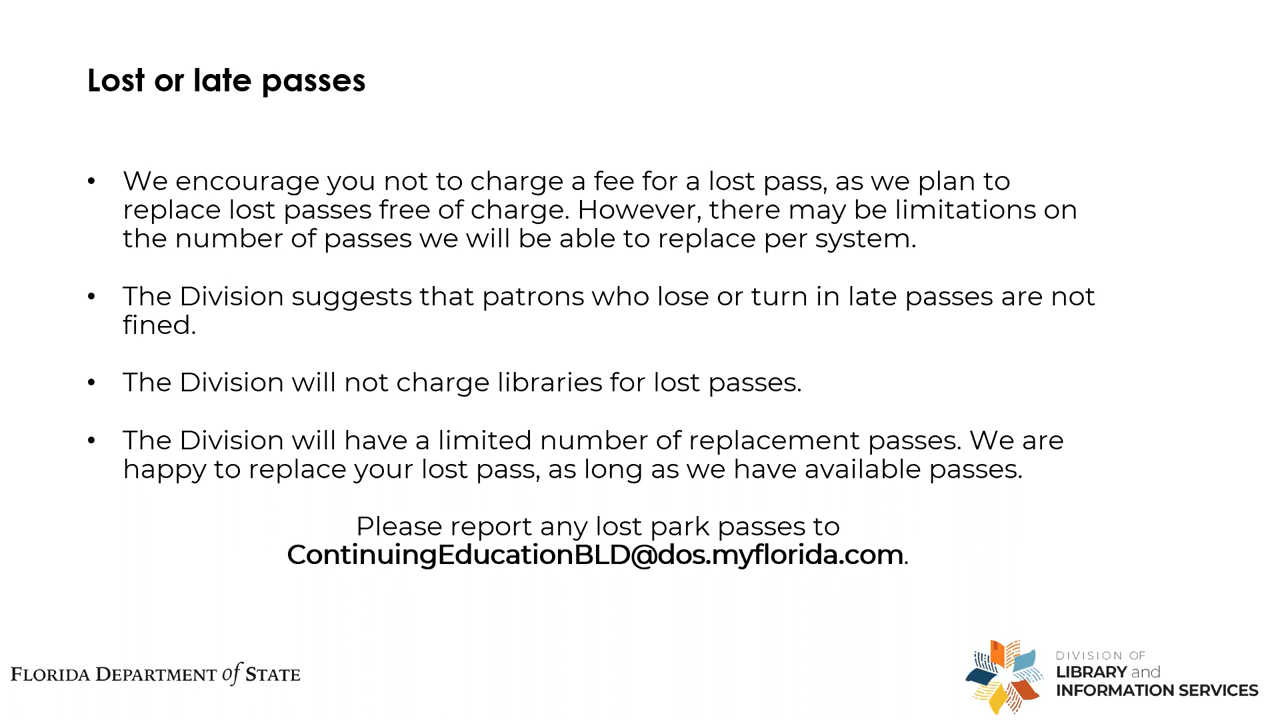 Lost or late passes
• We encourage you not to charge a fee for a lost pass, as we plan to
replace lost passes free of charge. However, there may be limitations on
the number of passes we will be able to replace per system.
• The Division suggests that patrons who lose or turn in late passes are not
fined.
• The Division will not charge libraries for lost passes.
• The Division will have a limited number of replacement passes. We are
happy to replace your lost pass, as long as we have available passes.
Please report any lost park passes to
ContinuingEducationBLD@dos.myflorida.com.
FLORIDA DEPARTMENT of STATE
DIVISION OF
LIBRARY and
INFORMATION SERVICES